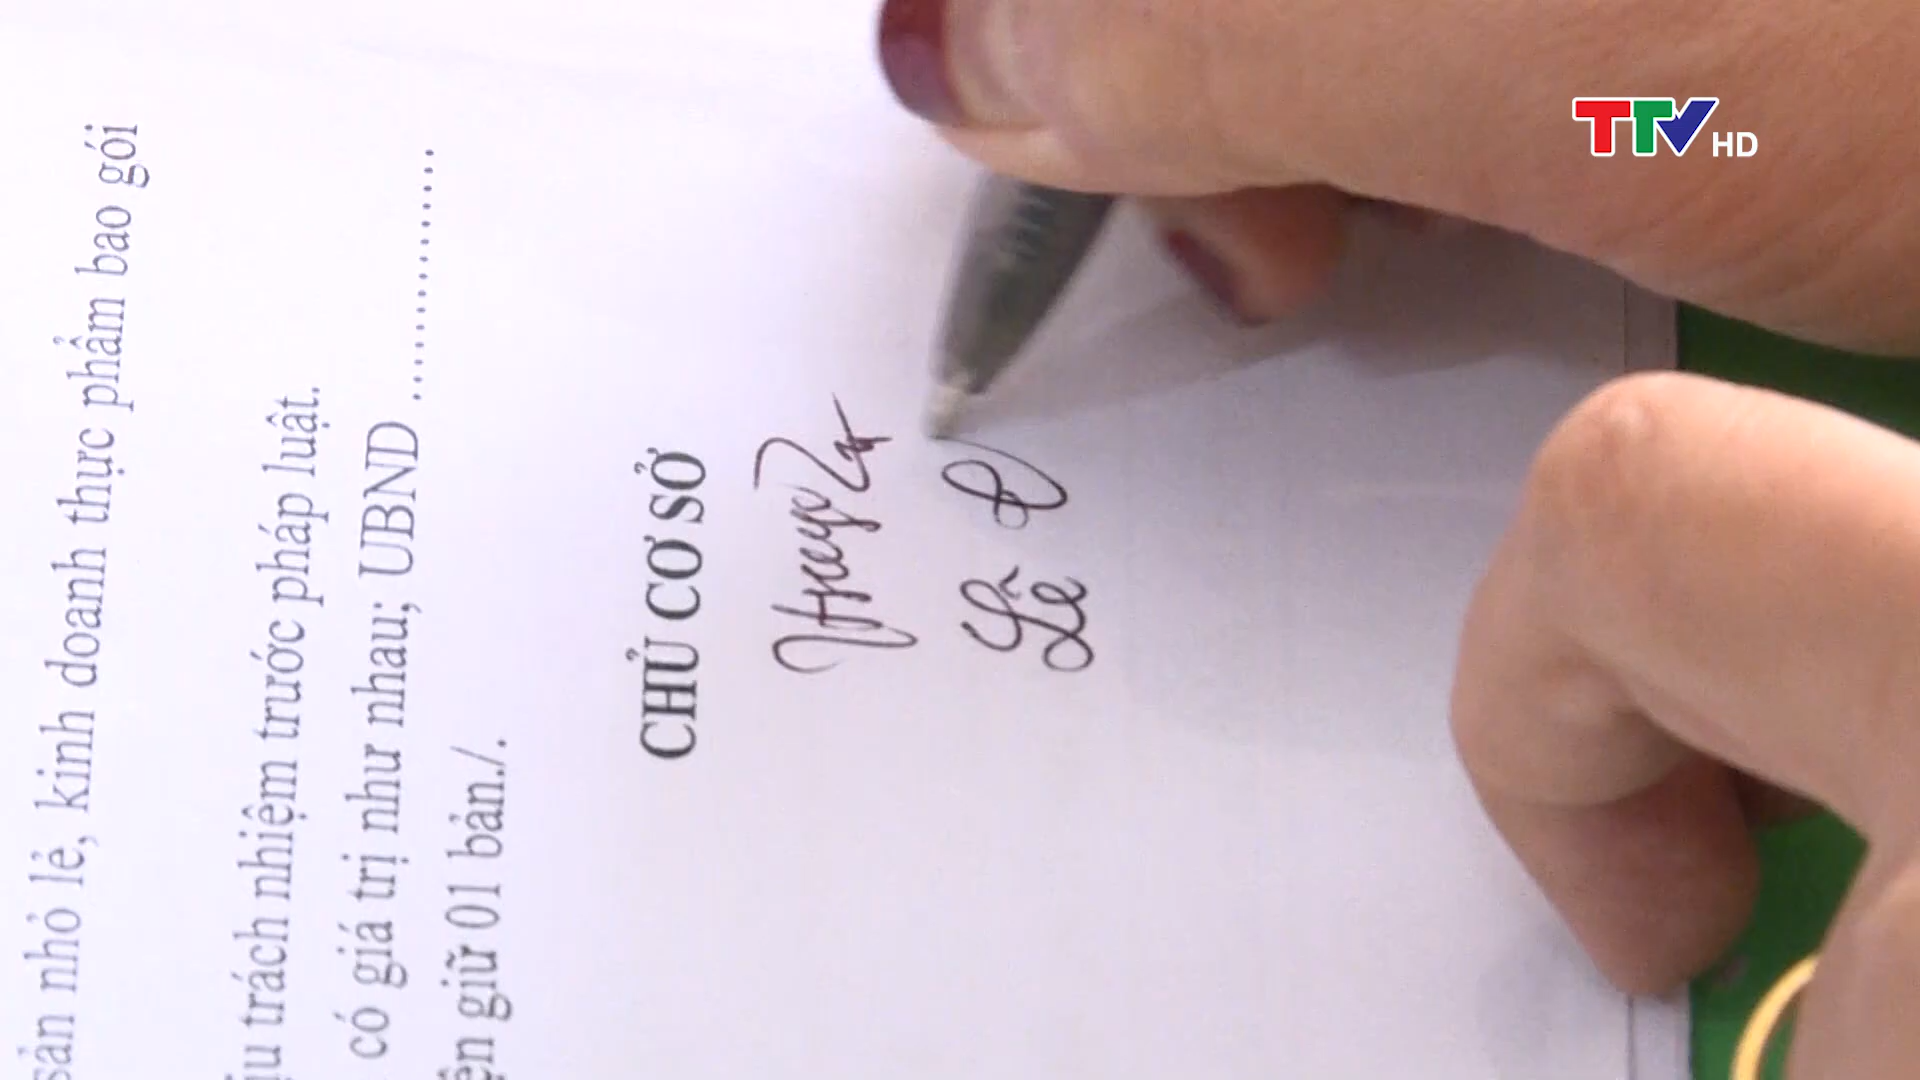 sản nhỏ lẻ, kinh doanh thực phẩm bao gói
ịu trách nhiệm trước pháp luật.
có giá trị như nhau; UBND ..................
ện giữ 01 bản./.
CHỦ CƠ SỞ
Lê
TTV HD